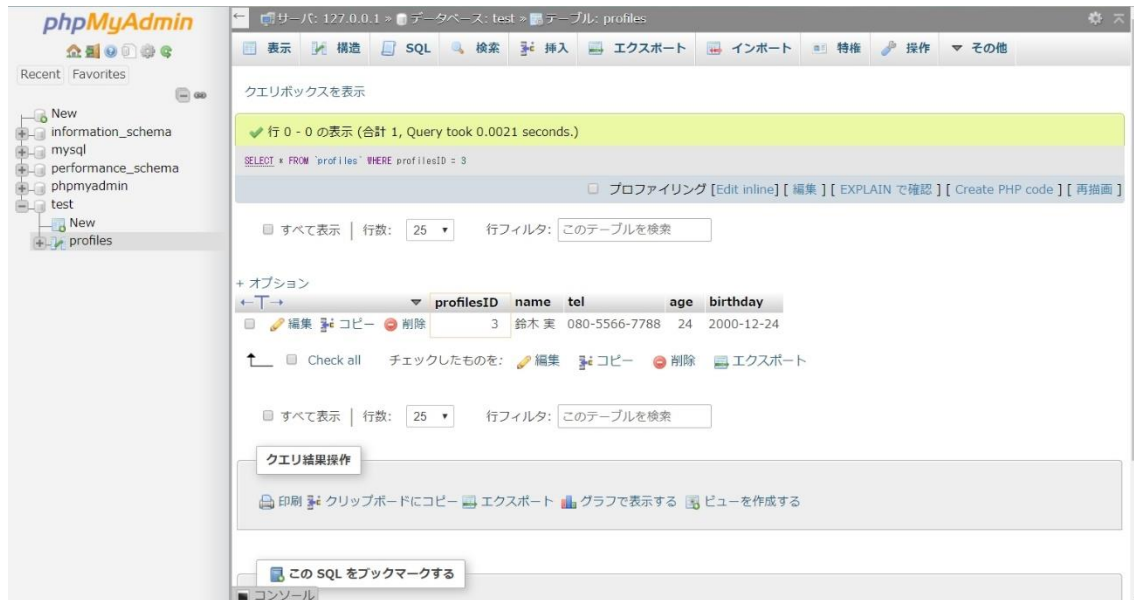 phpMyAdmin
Recent Favorites
New
information_schema
mysql
performance_schema
phpmyadmin
test
New
profiles
サーバ: 127.0.0.1 » データベース: test » テーブル: profiles
表示 構造 SQL 検索 挿入 エクスポート インポート 特権 操作 その他
クエリボックスを表示
行 0 - 0 の表示 (合計 1, Query took 0.0021 seconds.)
SELECT * FROM `profiles` WHERE profilesID = 3
プロファイリング [Edit inline] [ 編集 ] [ EXPLAIN で確認 ] [ Create PHP code ] [ 再描画 ]
すべて表示 | 行数: 25 行フィルタ: このテーブルを検索
+ オプション
←T→ profilesID name tel age birthday
編集 コピー 削除 3 鈴木 実 080-5566-7788 24 2000-12-24
Check all チェックしたものを: 編集 コピー 削除 エクスポート
すべて表示 | 行数: 25 行フィルタ: このテーブルを検索
クエリ結果操作
印刷 クリップボードにコピー エクスポート グラフで表示する ビューを作成する
この SQL をブックマークする
コンソール